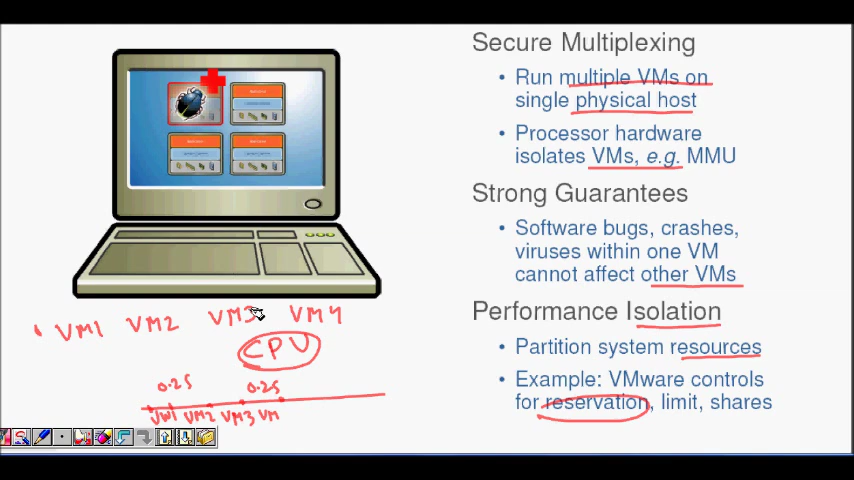 Secure Multiplexing
• Run multiple VMs on
single physical host
• Processor hardware
isolates VMs, e.g. MMU
Strong Guarantees
• Software bugs, crashes,
viruses within one VM
cannot affect other VMs
Performance Isolation
• Partition system resources
• Example: VMware controls
for reservation, limit, shares
VM1 VM2 VM3 VM4
CPU
0.25 0.25
VM1 VM2 VM3 VM